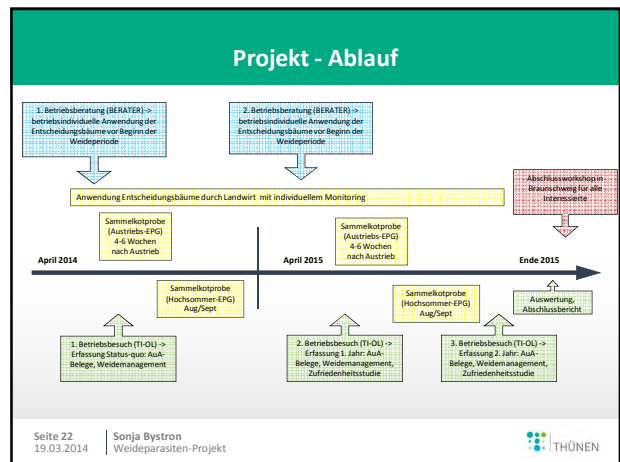 Projekt - Ablauf
1. Betriebsberatung (BERATER) ->
betriebsindividuelle Anwendung der
Entscheidungsbäume vor Beginn der
Weideperiode
2. Betriebsberatung (BERATER) ->
betriebsindividuelle Anwendung der
Entscheidungsbäume vor Beginn der
Weideperiode
Abschlussworkshop in
Braunschweig für alle
Interessierte
Anwendung Entscheidungsbäume durch Landwirt mit individuellem Monitoring
Sammelkotprobe
(Austriebs-EPG)
4-6 Wochen
nach Austrieb
Sammelkotprobe
(Austriebs-EPG)
4-6 Wochen
nach Austrieb
April 2014
April 2015
Ende 2015
Sammelkotprobe
(Hochsommer-EPG)
Aug/Sept
Sammelkotprobe
(Hochsommer-EPG)
Aug/Sept
Auswertung,
Abschlussbericht
1. Betriebsbesuch (TI-OL) ->
Erfassung Status-quo: AuA-
Belege, Weidemanagement
2. Betriebsbesuch (TI-OL) ->
Erfassung 1. Jahr: AuA-
Belege, Weidemanagement,
Zufriedenheitsstudie
3. Betriebsbesuch (TI-OL) ->
Erfassung 2. Jahr: AuA-
Belege, Weidemanagement,
Zufriedenheitsstudie
Seite 22
19.03.2014
Sonja Bystron
Weideparasiten-Projekt
THÜNEN